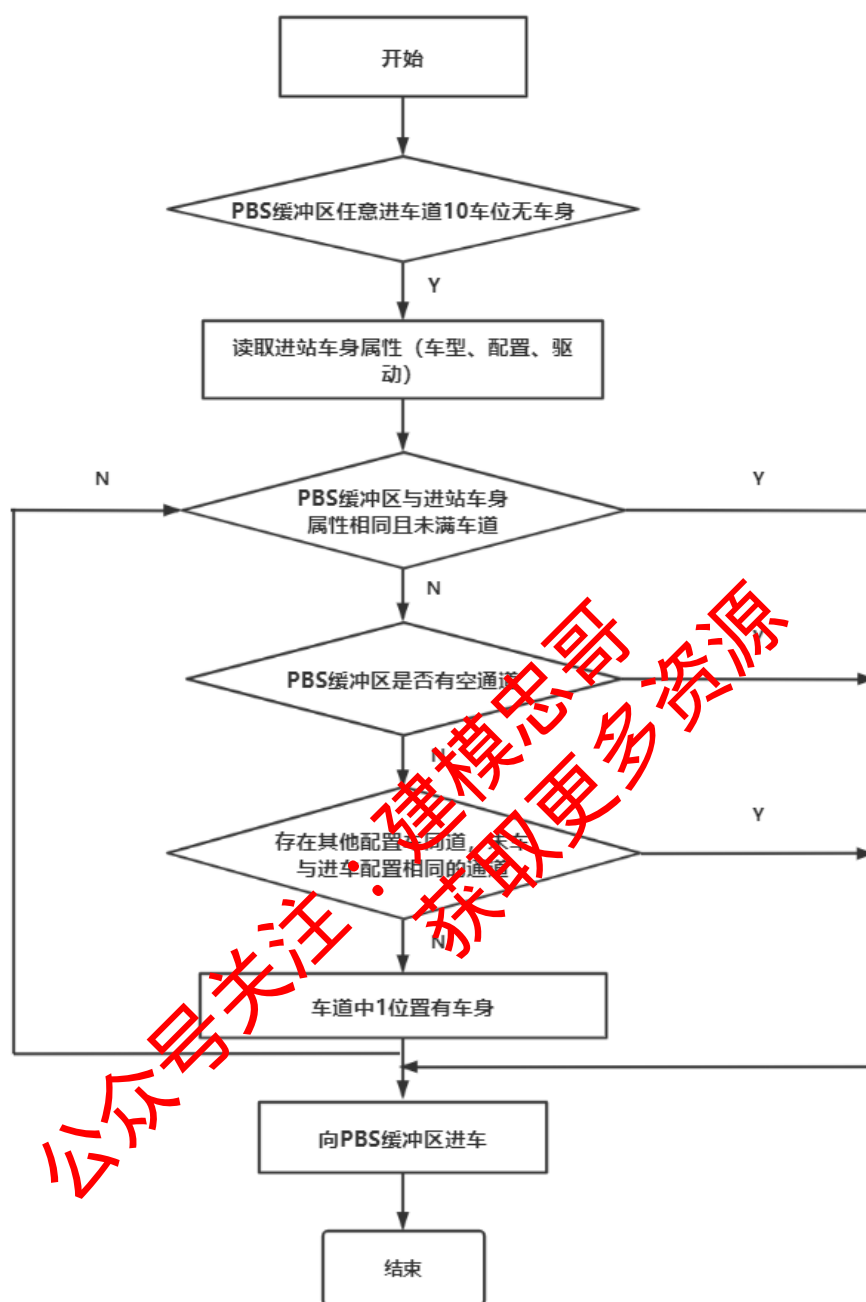 开始
PBS缓冲区任意进车道10车位无车身
Y
读取进站车身属性（车型、配置、驱
动）
N
Y
PBS缓冲区与进站车身
属性相同且未满车道
N
Y
PBS缓冲区是否有空通道
N
Y
存在其他配置车同道，末车
与进车配置相同的通道
N
车道中1位置有车身
向PBS缓冲区进车
结束
公众号关注：建模忠哥
获取更多资源